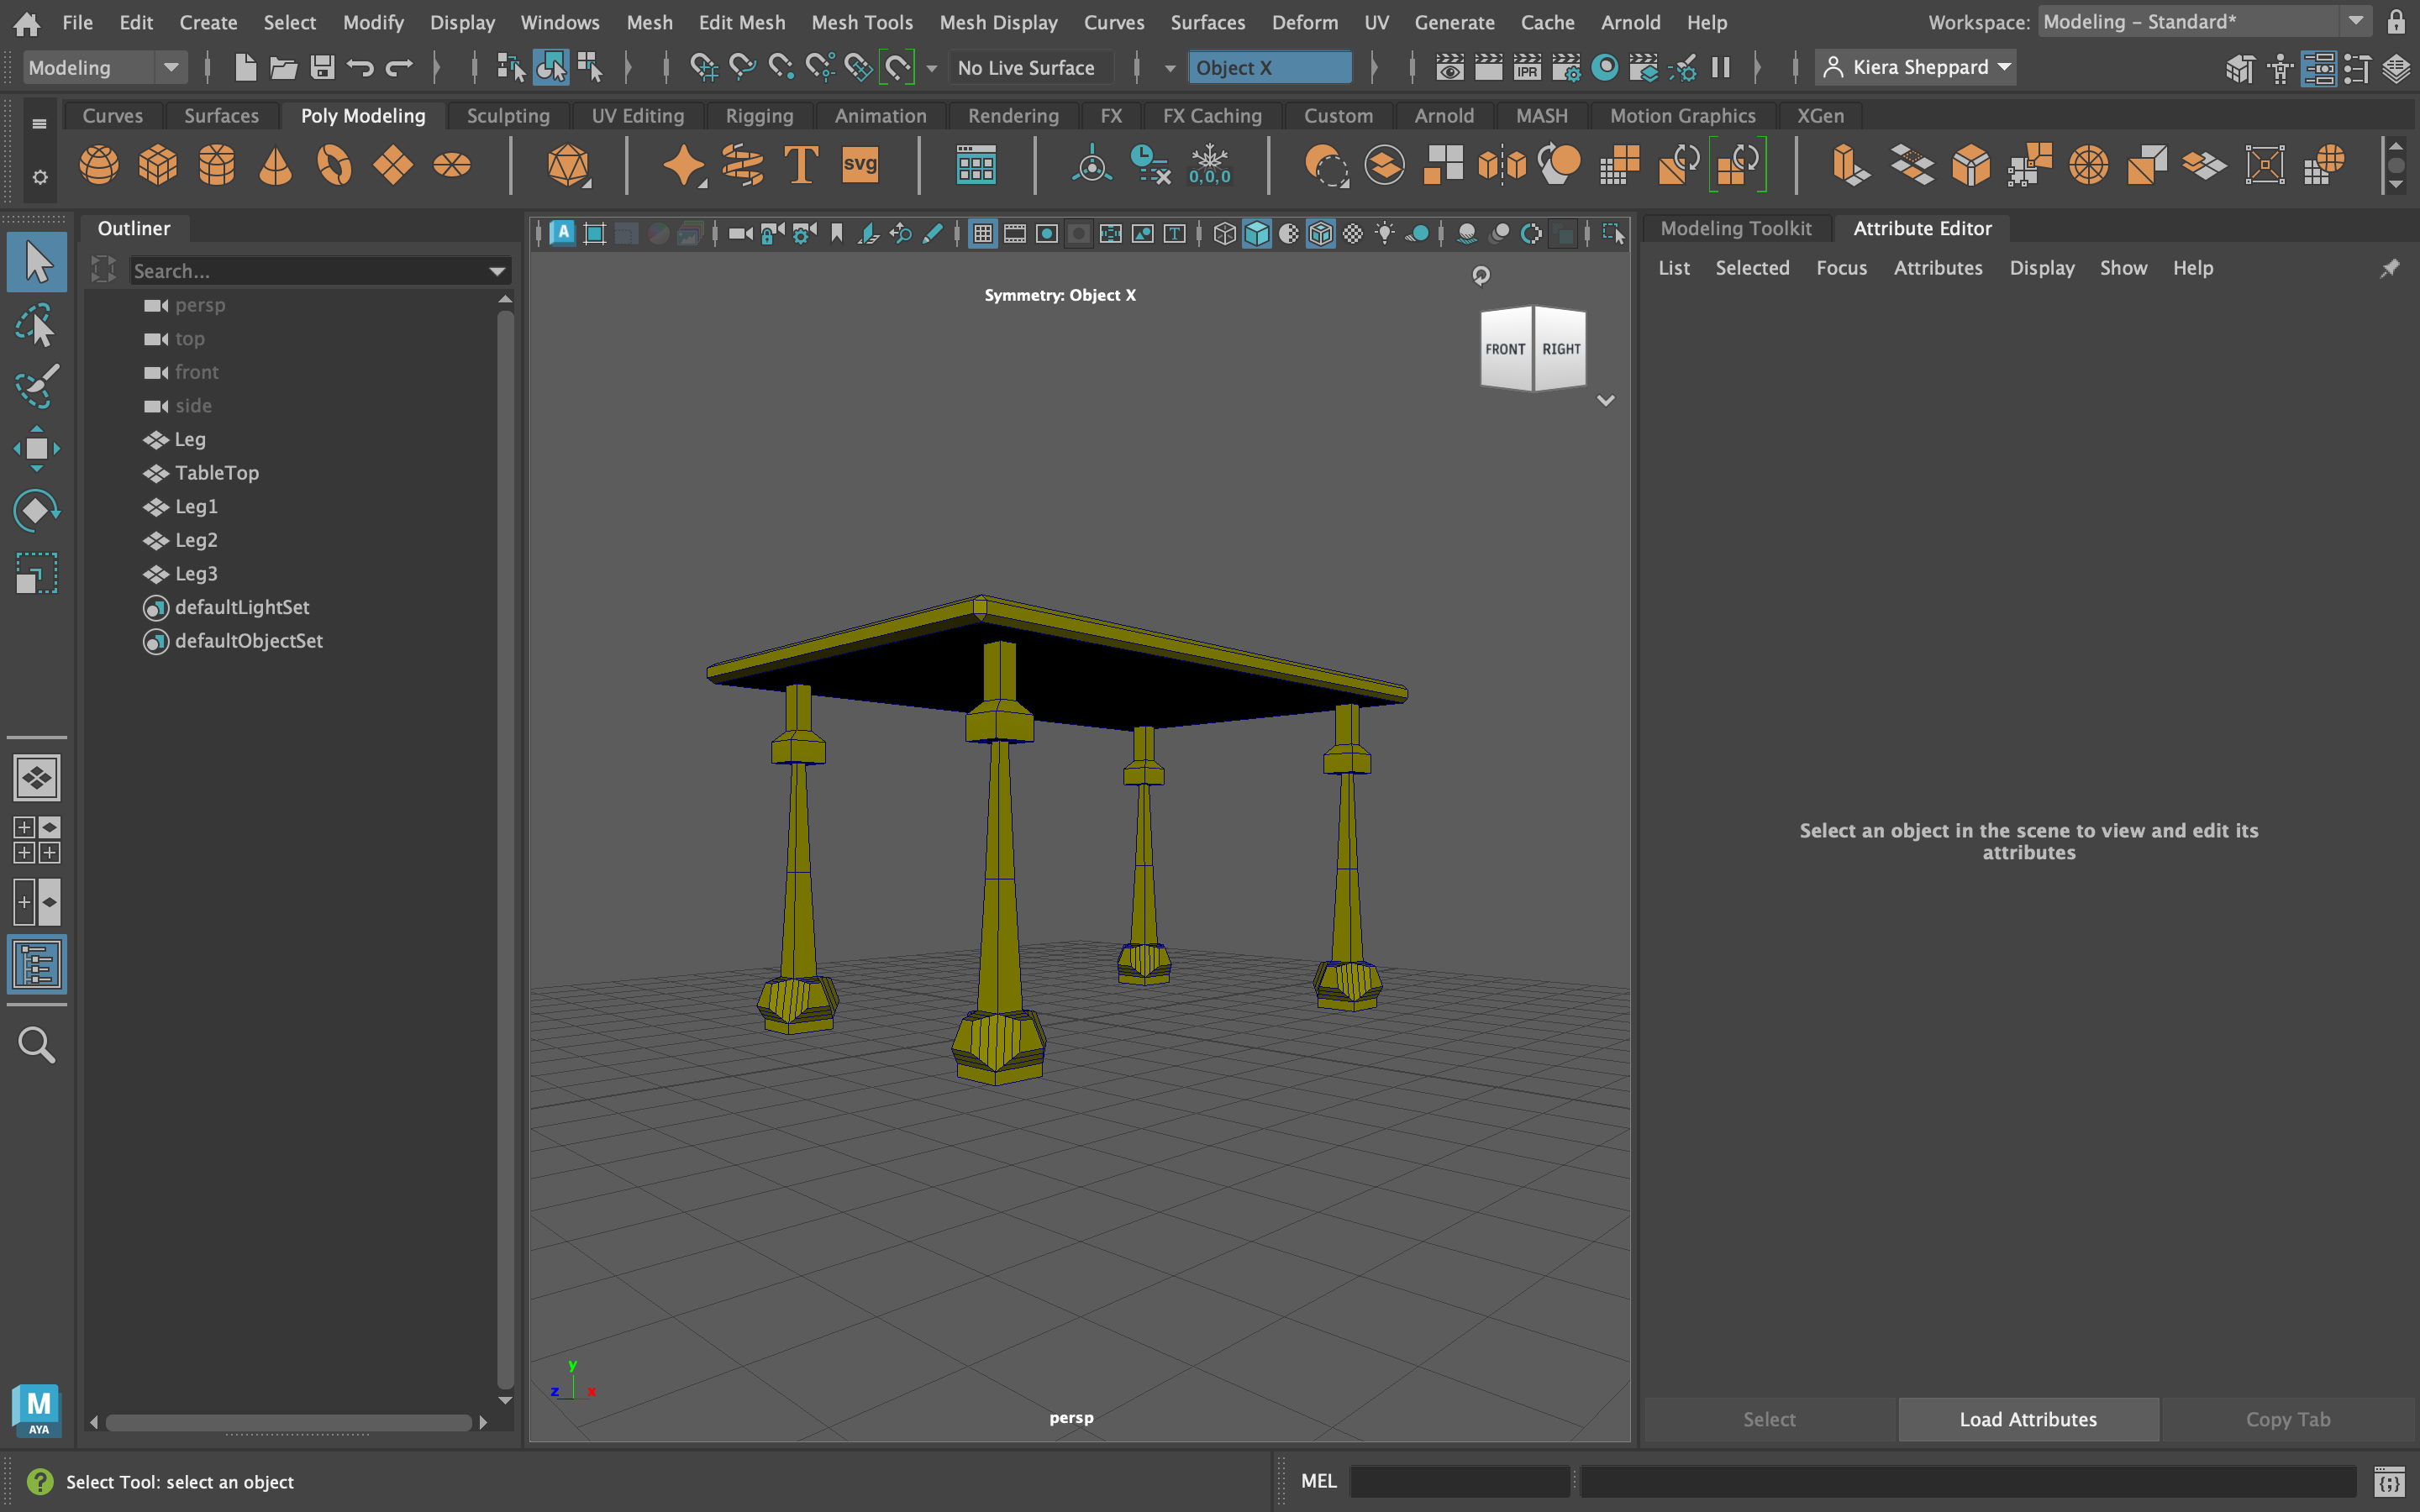 File Edit Create Select Modify Display Windows Mesh Edit Mesh Mesh Tools Mesh Display Curves Surfaces Deform UV Generate Cache Arnold Help Workspace: Modeling - Standard*
Modeling No Live Surface Object X IPR Kiera Sheppard
Curves Surfaces Poly Modeling Sculpting UV Editing Rigging Animation Rendering FX FX Caching Custom Arnold MASH Motion Graphics XGen
T svg 0,0,0
Outliner
Search...
persp
top
front
side
Leg
TableTop
Leg1
Leg2
Leg3
defaultLightSet
defaultObjectSet
A T
Symmetry: Object X
FRONT RIGHT
y
z x
persp
Modeling Toolkit Attribute Editor
List Selected Focus Attributes Display Show Help
Select an object in the scene to view and edit its
attributes
Select Load Attributes Copy Tab
M
AYA
? Select Tool: select an object
MEL